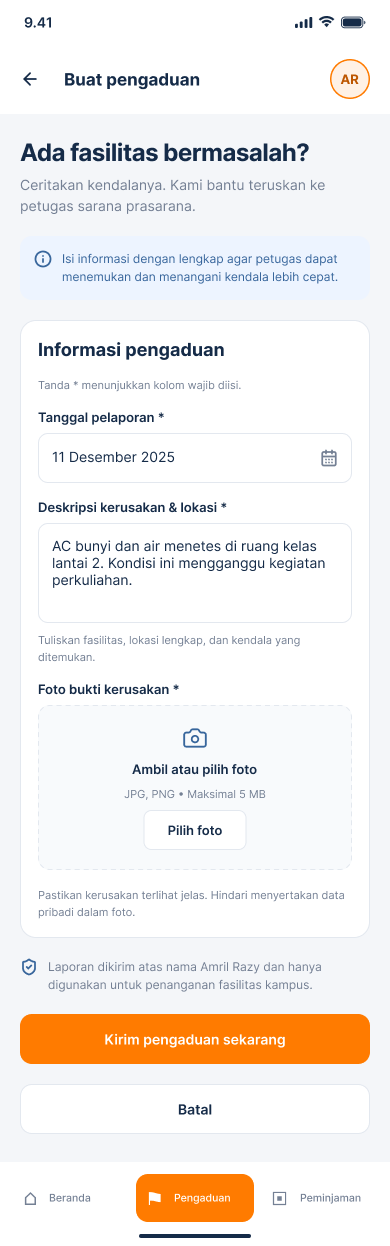 9.41
Buat pengaduan
AR
Ada fasilitas bermasalah?
Ceritakan kendalanya. Kami bantu teruskan ke
petugas sarana prasarana.
Isi informasi dengan lengkap agar petugas dapat
menemukan dan menangani kendala lebih cepat.
Informasi pengaduan
Tanda * menunjukkan kolom wajib diisi.
Tanggal pelaporan *
11 Desember 2025
Deskripsi kerusakan & lokasi *
AC bunyi dan air menetes di ruang kelas
lantai 2. Kondisi ini mengganggu kegiatan
perkuliahan.
Tuliskan fasilitas, lokasi lengkap, dan kendala yang
ditemukan.
Foto bukti kerusakan *
Ambil atau pilih foto
JPG, PNG • Maksimal 5 MB
Pilih foto
Pastikan kerusakan terlihat jelas. Hindari menyertakan data
pribadi dalam foto.
Laporan dikirim atas nama Amril Razy dan hanya
digunakan untuk penanganan fasilitas kampus.
Kirim pengaduan sekarang
Batal
Beranda
Pengaduan
Peminjaman